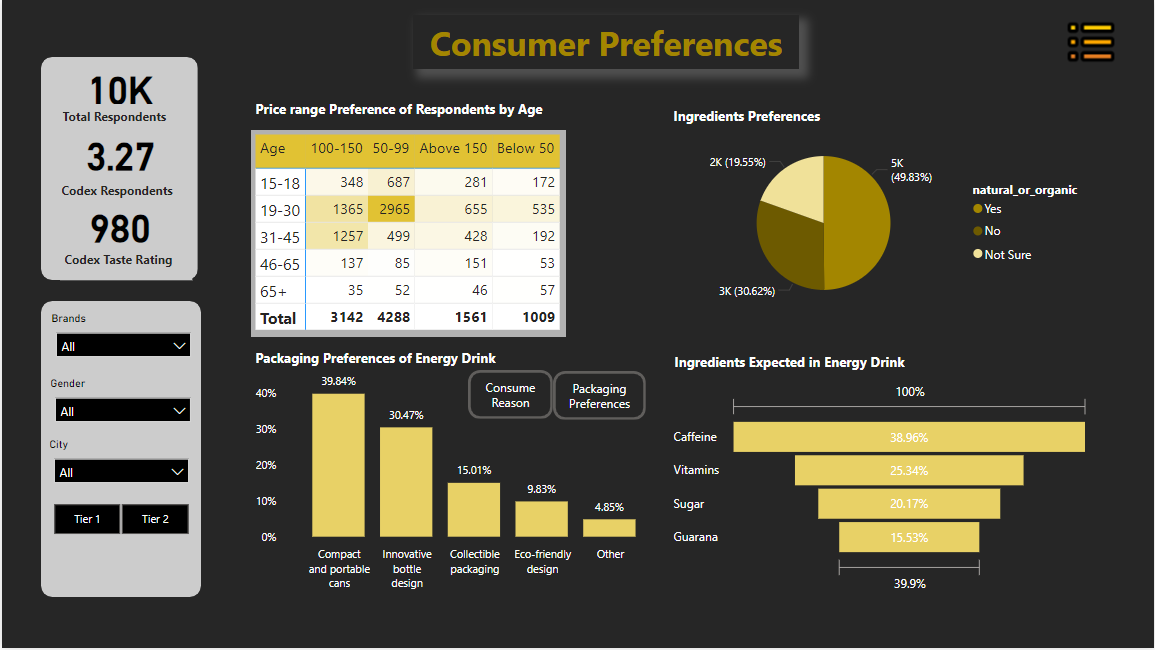 Consumer Preferences
10K
Total Respondents
3.27
Codex Respondents
980
Codex Taste Rating
Brands
All
Gender
All
City
All
Tier 1 Tier 2
Price range Preference of Respondents by Age
Age 100-150 50-99 Above 150 Below 50
15-18 348 687 281 172
19-30 1365 2965 655 535
31-45 1257 499 428 192
46-65 137 85 151 53
65+ 35 52 46 57
Total 3142 4288 1561 1009
Ingredients Preferences
2K (19.55%)
5K
(49.83%)
3K (30.62%)
natural_or_organic
Yes
No
Not Sure
Packaging Preferences of Energy Drink
Consume
Reason
Packaging
Preferences
40%
30%
20%
10%
0%
39.84%
30.47%
15.01%
9.83%
4.85%
Compact
and portable
cans
Innovative
bottle
design
Collectible
packaging
Eco-friendly
design
Other
Ingredients Expected in Energy Drink
100%
Caffeine 38.96%
Vitamins 25.34%
Sugar 20.17%
Guarana 15.53%
39.9%